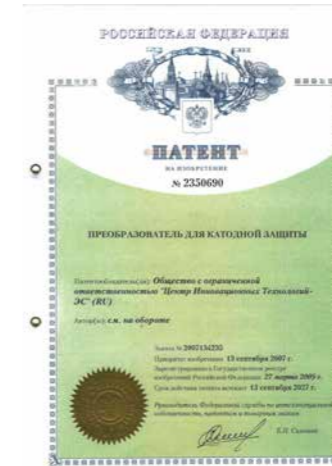 РОССИЙСКАЯ ФЕДЕРАЦИЯ
ПАТЕНТ
НА ИЗОБРЕТЕНИЕ
№ 2350690
ПРЕОБРАЗОВАТЕЛЬ ДЛЯ КАТОДНОЙ ЗАЩИТЫ
Патентообладатель(ли): Общество с ограниченной
ответственностью "Центр Инновационных Технологий-
ЭС" (RU)
Автор(ы): см. на обороте
Заявка № 2007134235
Приоритет изобретения 13 сентября 2007 г.
Зарегистрировано в Государственном реестре
изобретений Российской Федерации 27 марта 2009 г.
Срок действия патента истекает 13 сентября 2027 г.
Руководитель Федеральной службы по интеллектуальной
собственности, патентам и товарным знакам